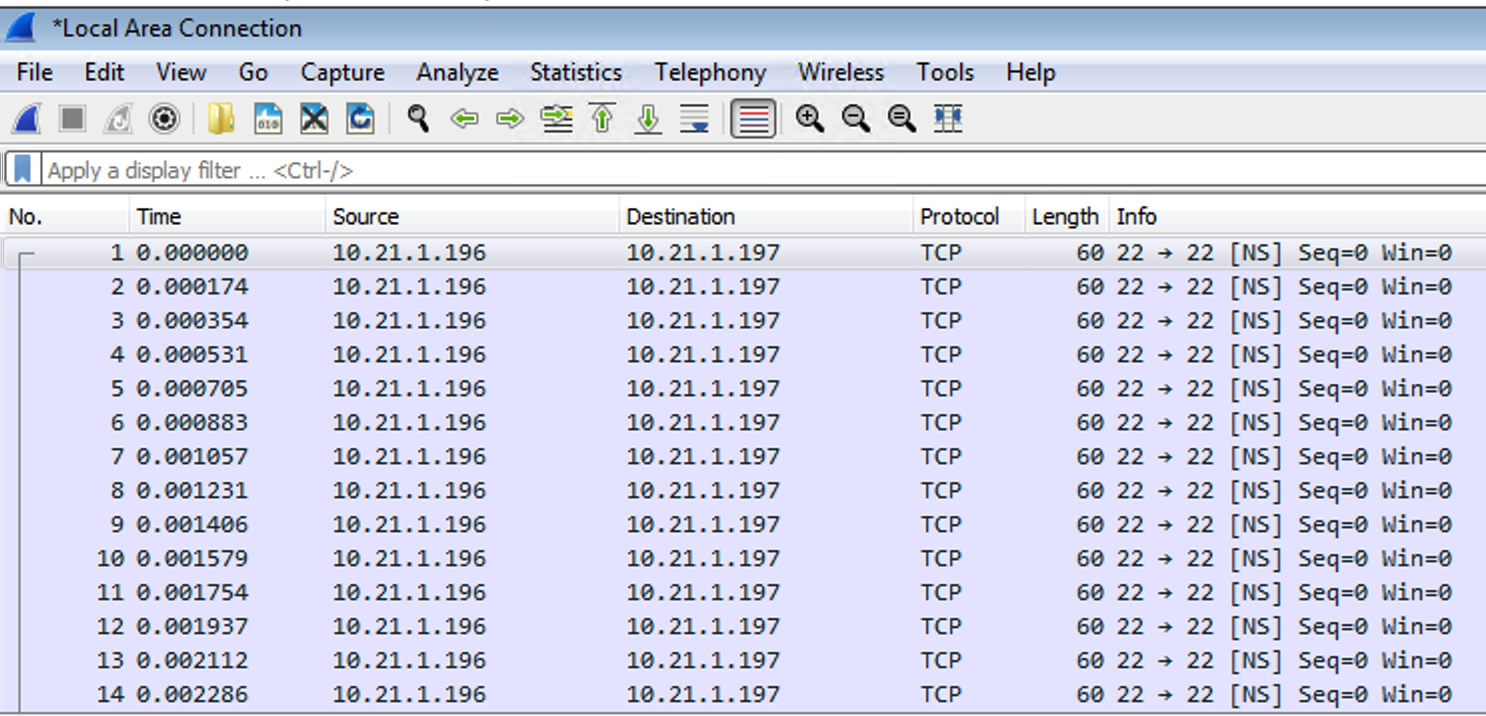 *Local Area Connection
File Edit View Go Capture Analyze Statistics Telephony Wireless Tools Help
Apply a display filter ... <Ctrl-/>
No. Time Source Destination Protocol Length Info
1 0.000000 10.21.1.196 10.21.1.197 TCP 60 22 → 22 [NS] Seq=0 Win=0
2 0.000174 10.21.1.196 10.21.1.197 TCP 60 22 → 22 [NS] Seq=0 Win=0
3 0.000354 10.21.1.196 10.21.1.197 TCP 60 22 → 22 [NS] Seq=0 Win=0
4 0.000531 10.21.1.196 10.21.1.197 TCP 60 22 → 22 [NS] Seq=0 Win=0
5 0.000705 10.21.1.196 10.21.1.197 TCP 60 22 → 22 [NS] Seq=0 Win=0
6 0.000883 10.21.1.196 10.21.1.197 TCP 60 22 → 22 [NS] Seq=0 Win=0
7 0.001057 10.21.1.196 10.21.1.197 TCP 60 22 → 22 [NS] Seq=0 Win=0
8 0.001231 10.21.1.196 10.21.1.197 TCP 60 22 → 22 [NS] Seq=0 Win=0
9 0.001406 10.21.1.196 10.21.1.197 TCP 60 22 → 22 [NS] Seq=0 Win=0
10 0.001579 10.21.1.196 10.21.1.197 TCP 60 22 → 22 [NS] Seq=0 Win=0
11 0.001754 10.21.1.196 10.21.1.197 TCP 60 22 → 22 [NS] Seq=0 Win=0
12 0.001937 10.21.1.196 10.21.1.197 TCP 60 22 → 22 [NS] Seq=0 Win=0
13 0.002112 10.21.1.196 10.21.1.197 TCP 60 22 → 22 [NS] Seq=0 Win=0
14 0.002286 10.21.1.196 10.21.1.197 TCP 60 22 → 22 [NS] Seq=0 Win=0